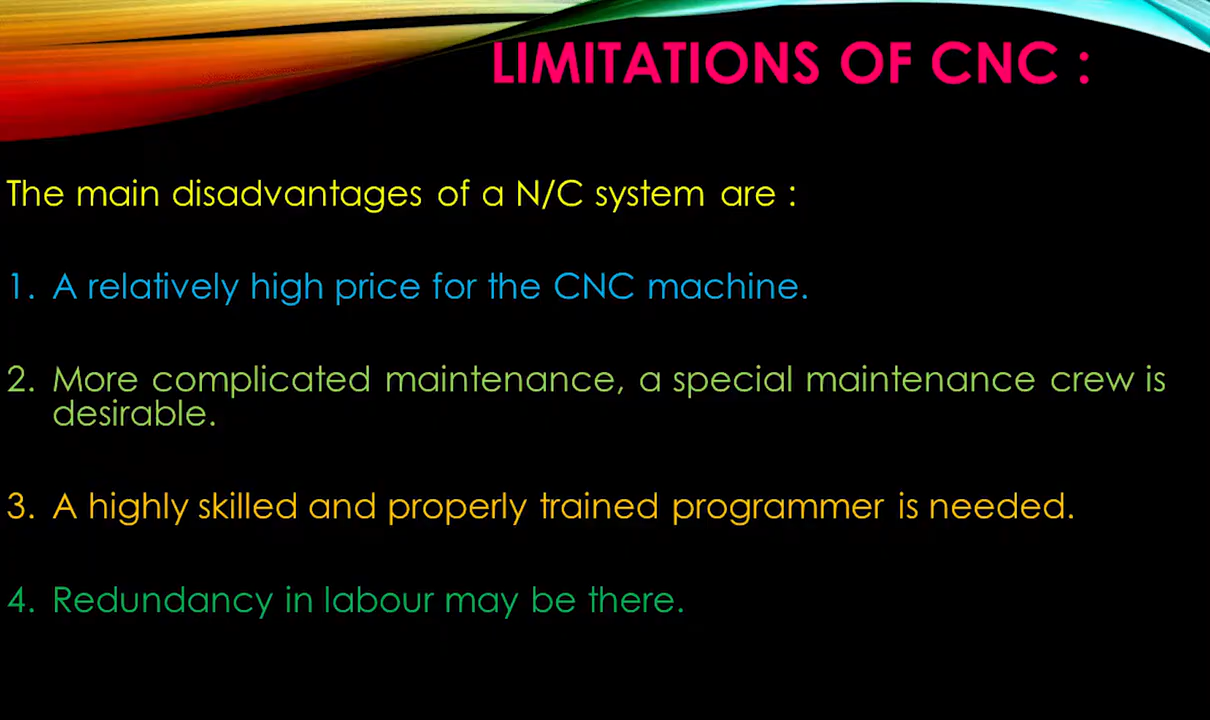 LIMITATIONS OF CNC :
The main disadvantages of a N/C system are :
1. A relatively high price for the CNC machine.
2. More complicated maintenance, a special maintenance crew is
desirable.
3. A highly skilled and properly trained programmer is needed.
4. Redundancy in labour may be there.